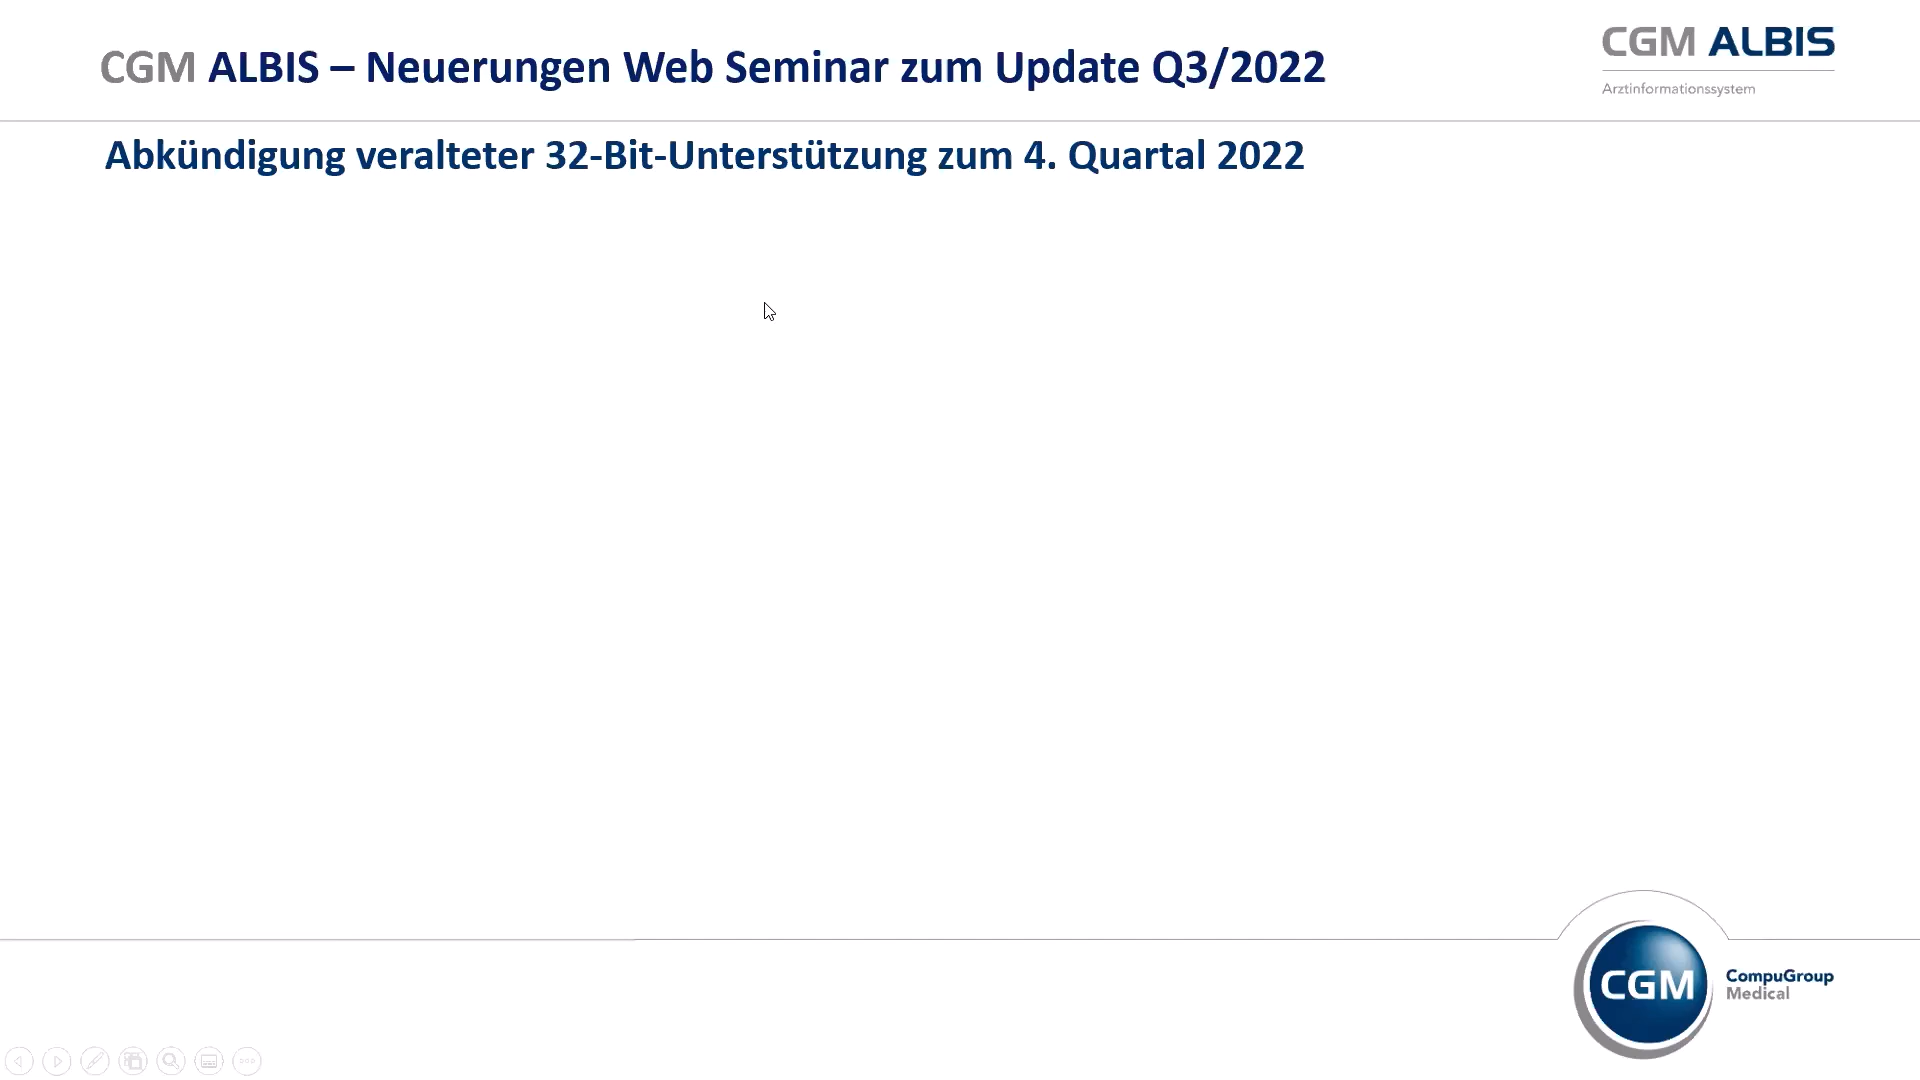 CGM ALBIS – Neuerungen Web Seminar zum Update Q3/2022
CGM ALBIS
Arztinformationssystem
Abkündigung veralteter 32-Bit-Unterstützung zum 4. Quartal 2022
CGM
CompuGroup
Medical